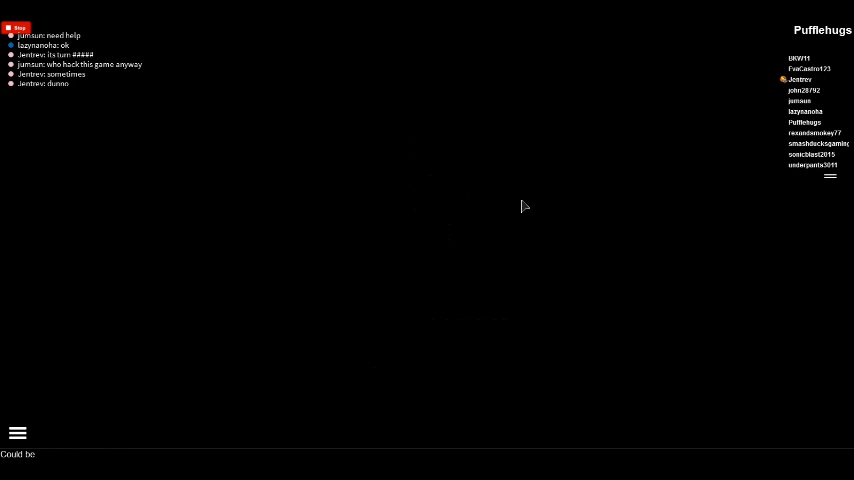 Stop
jumsun: need help
lazynanoha: ok
Jentrev: its turn #####
jumsun: who hack this game anyway
Jentrev: sometimes
Jentrev: dunno
Pufflehugs
BKW11
EvaCastro123
Jentrev
john28792
jumsun
lazynanoha
Pufflehugs
rexandsmokey77
smashducksgaming
sonicblast2015
underpants3011
Could be